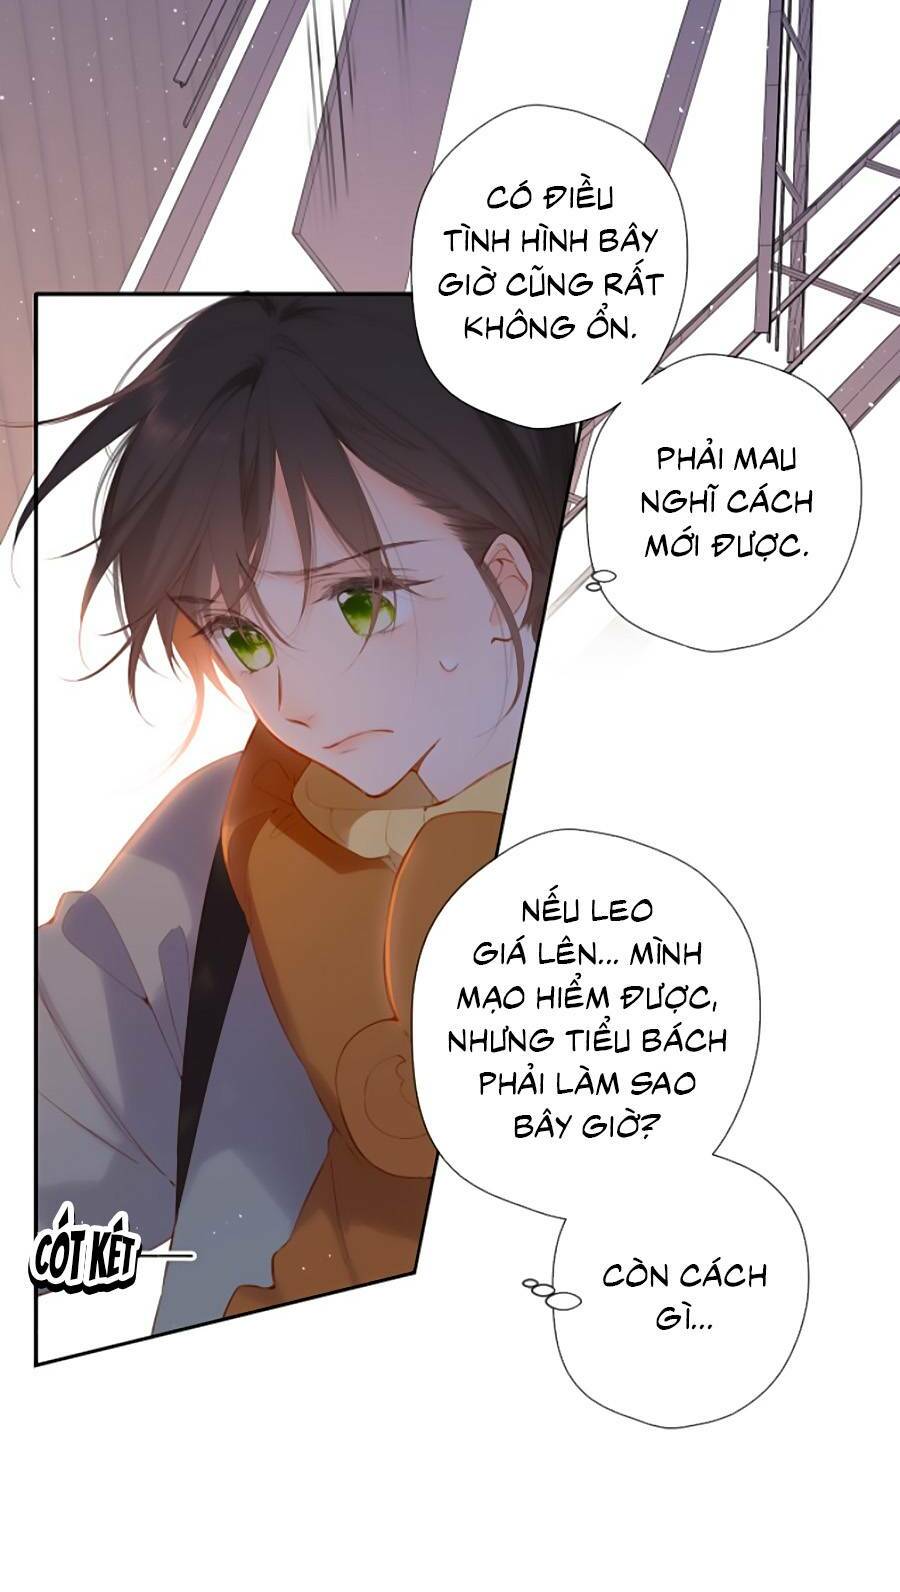 CÓ ĐIỀU
TÌNH HÌNH BÂY
GIỜ CŨNG RẤT
KHÔNG ỔN.
PHẢI MAU
NGHĨ CÁCH
MỚI ĐƯỢC.
NẾU LEO
GIÁ LÊN... MÌNH
MẠO HIỂM ĐƯỢC,
NHƯNG TIỂU BÁCH
PHẢI LÀM SAO
BÂY GIỜ?
CÓT KÉT
CÒN CÁCH
GÌ...